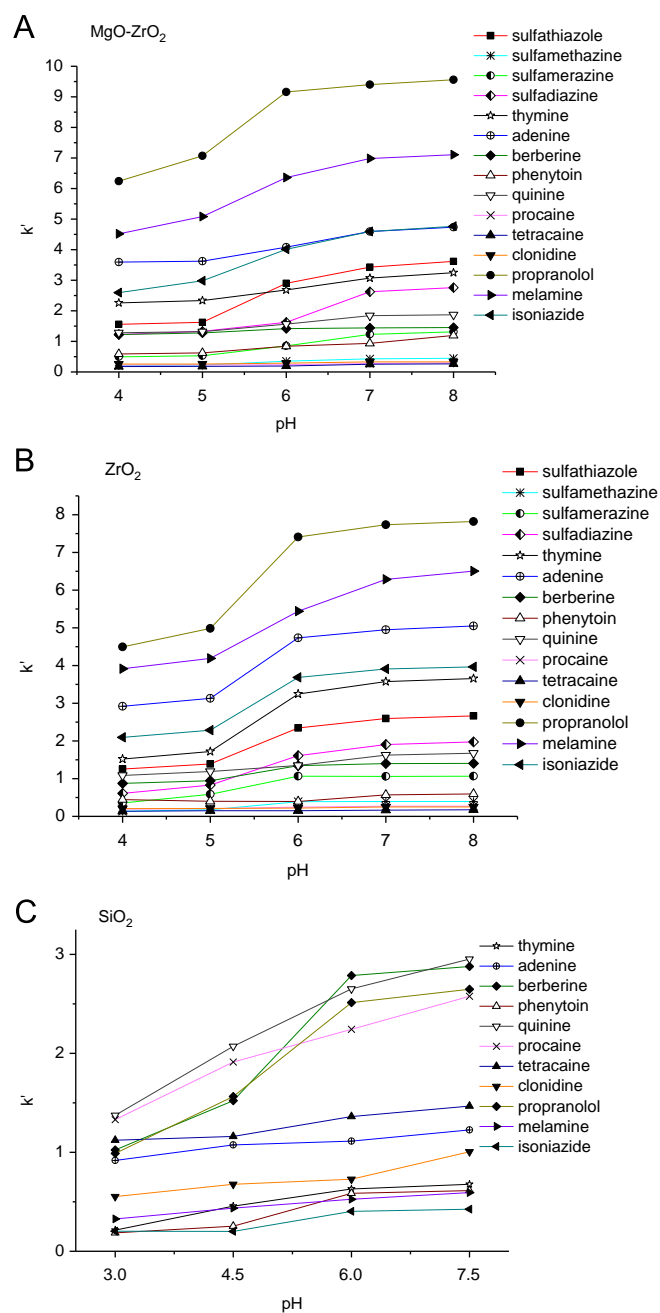 A
MgO-ZrO₂
sulfathiazole
sulfamethazine
sulfamerazine
sulfadiazine
thymine
adenine
berberine
phenytoin
quinine
procaine
tetracaine
clonidine
propranolol
melamine
isoniazide
10
9
8
7
6
5
4
3
2
1
0
k'
4 5 6 7 8
pH
B
ZrO₂
sulfathiazole
sulfamethazine
sulfamerazine
sulfadiazine
thymine
adenine
berberine
phenytoin
quinine
procaine
tetracaine
clonidine
propranolol
melamine
isoniazide
8
7
6
5
4
3
2
1
0
k'
4 5 6 7 8
pH
C
SiO₂
thymine
adenine
berberine
phenytoin
quinine
procaine
tetracaine
clonidine
propranolol
melamine
isoniazide
3
2
1
0
k'
3.0 4.5 6.0 7.5
pH